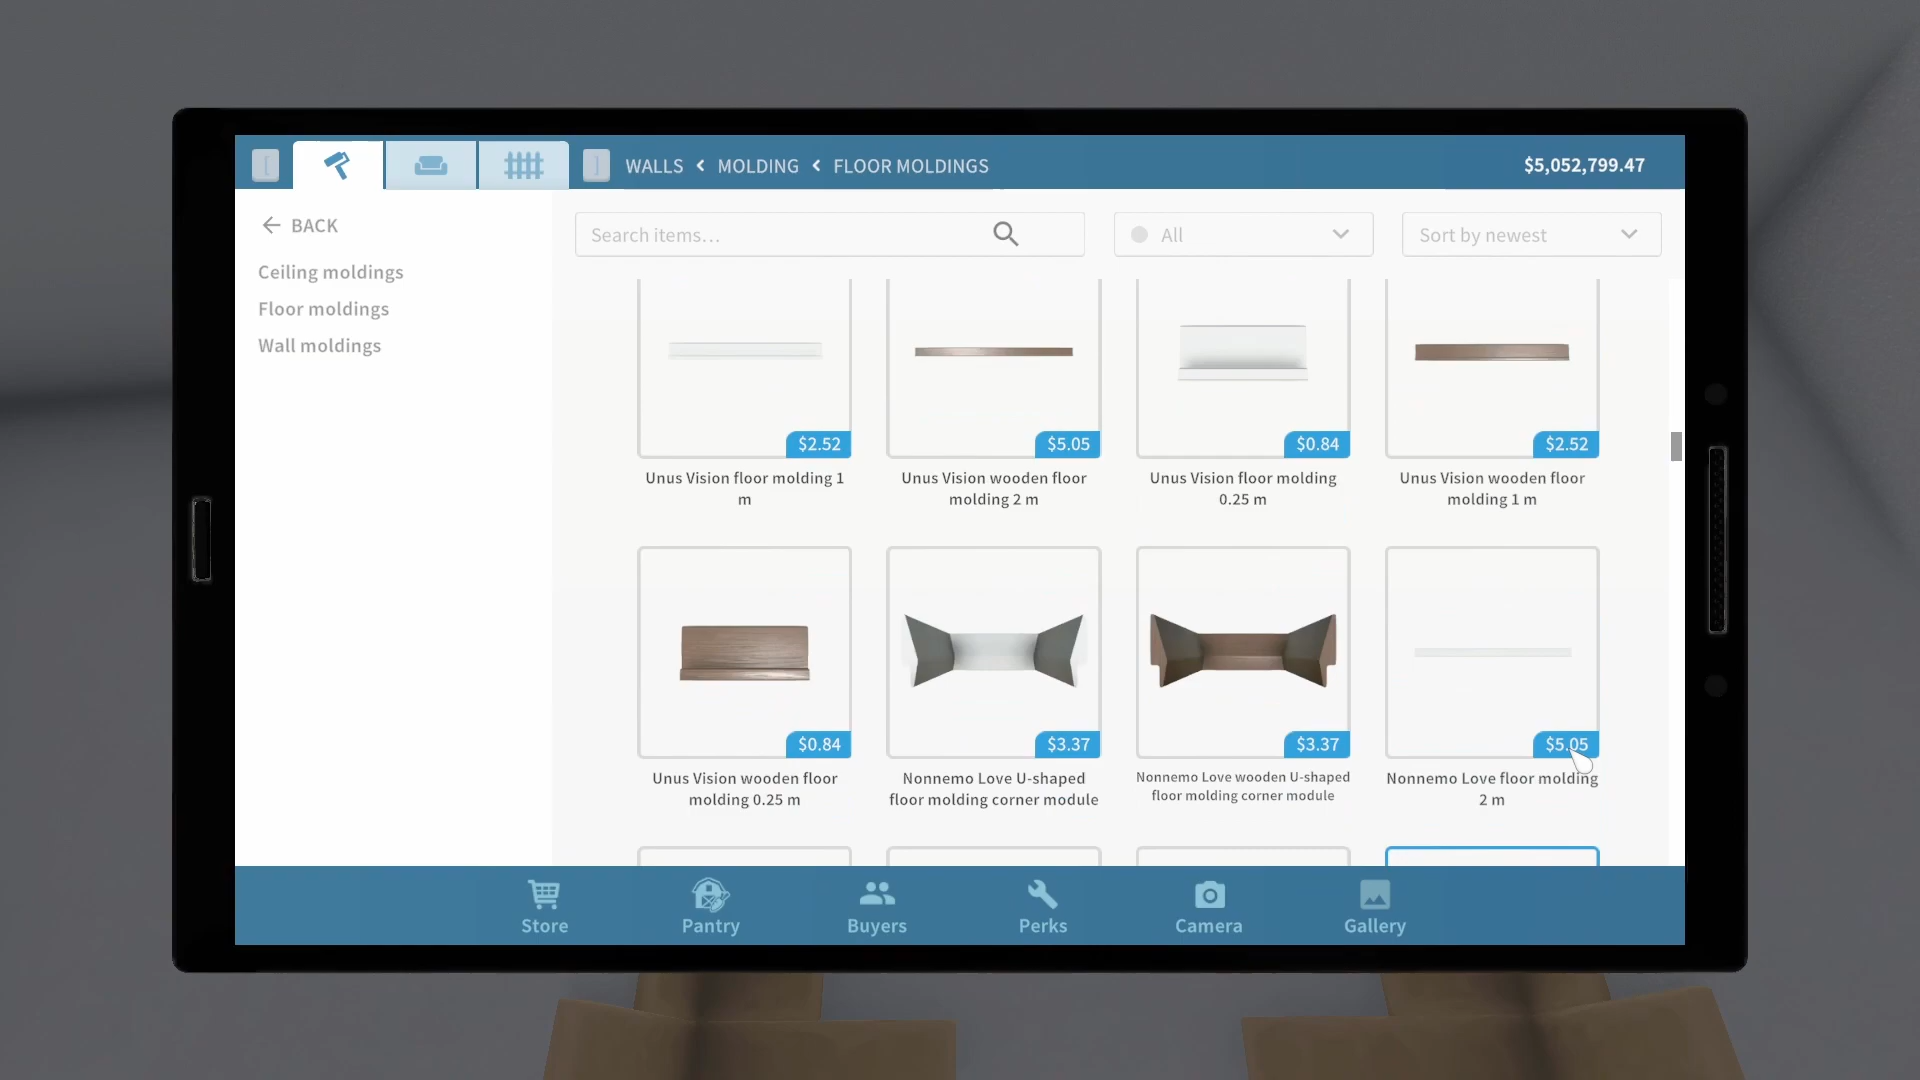 [
]
WALLS < MOLDING < FLOOR MOLDINGS
$5,052,799.47
BACK
Ceiling moldings
Floor moldings
Wall moldings
Search items...
All
Sort by newest
$2.52
$5.05
$0.84
$2.52
Unus Vision floor molding 1
m
Unus Vision wooden floor
molding 2 m
Unus Vision floor molding
0.25 m
Unus Vision wooden floor
molding 1 m
$0.84
$3.37
$3.37
$5.05
Unus Vision wooden floor
molding 0.25 m
Nonnemo Love U-shaped
floor molding corner module
Nonnemo Love wooden U-shaped
floor molding corner module
Nonnemo Love floor molding
2 m
Store
Pantry
Buyers
Perks
Camera
Gallery